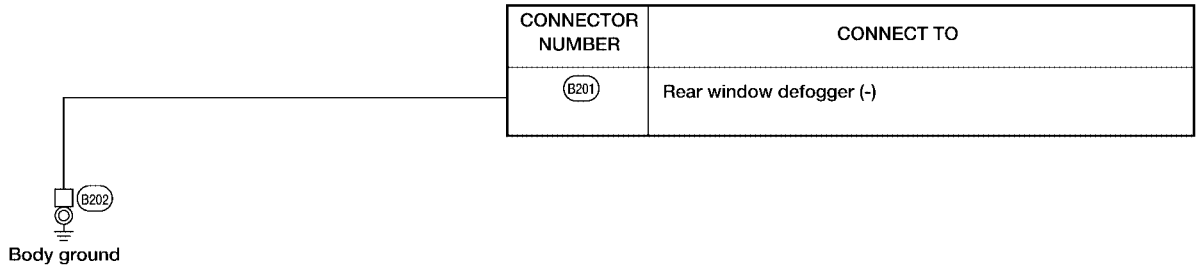 CONNECTOR
NUMBER
CONNECT TO
B201
Rear window defogger (-)
B202
Body ground